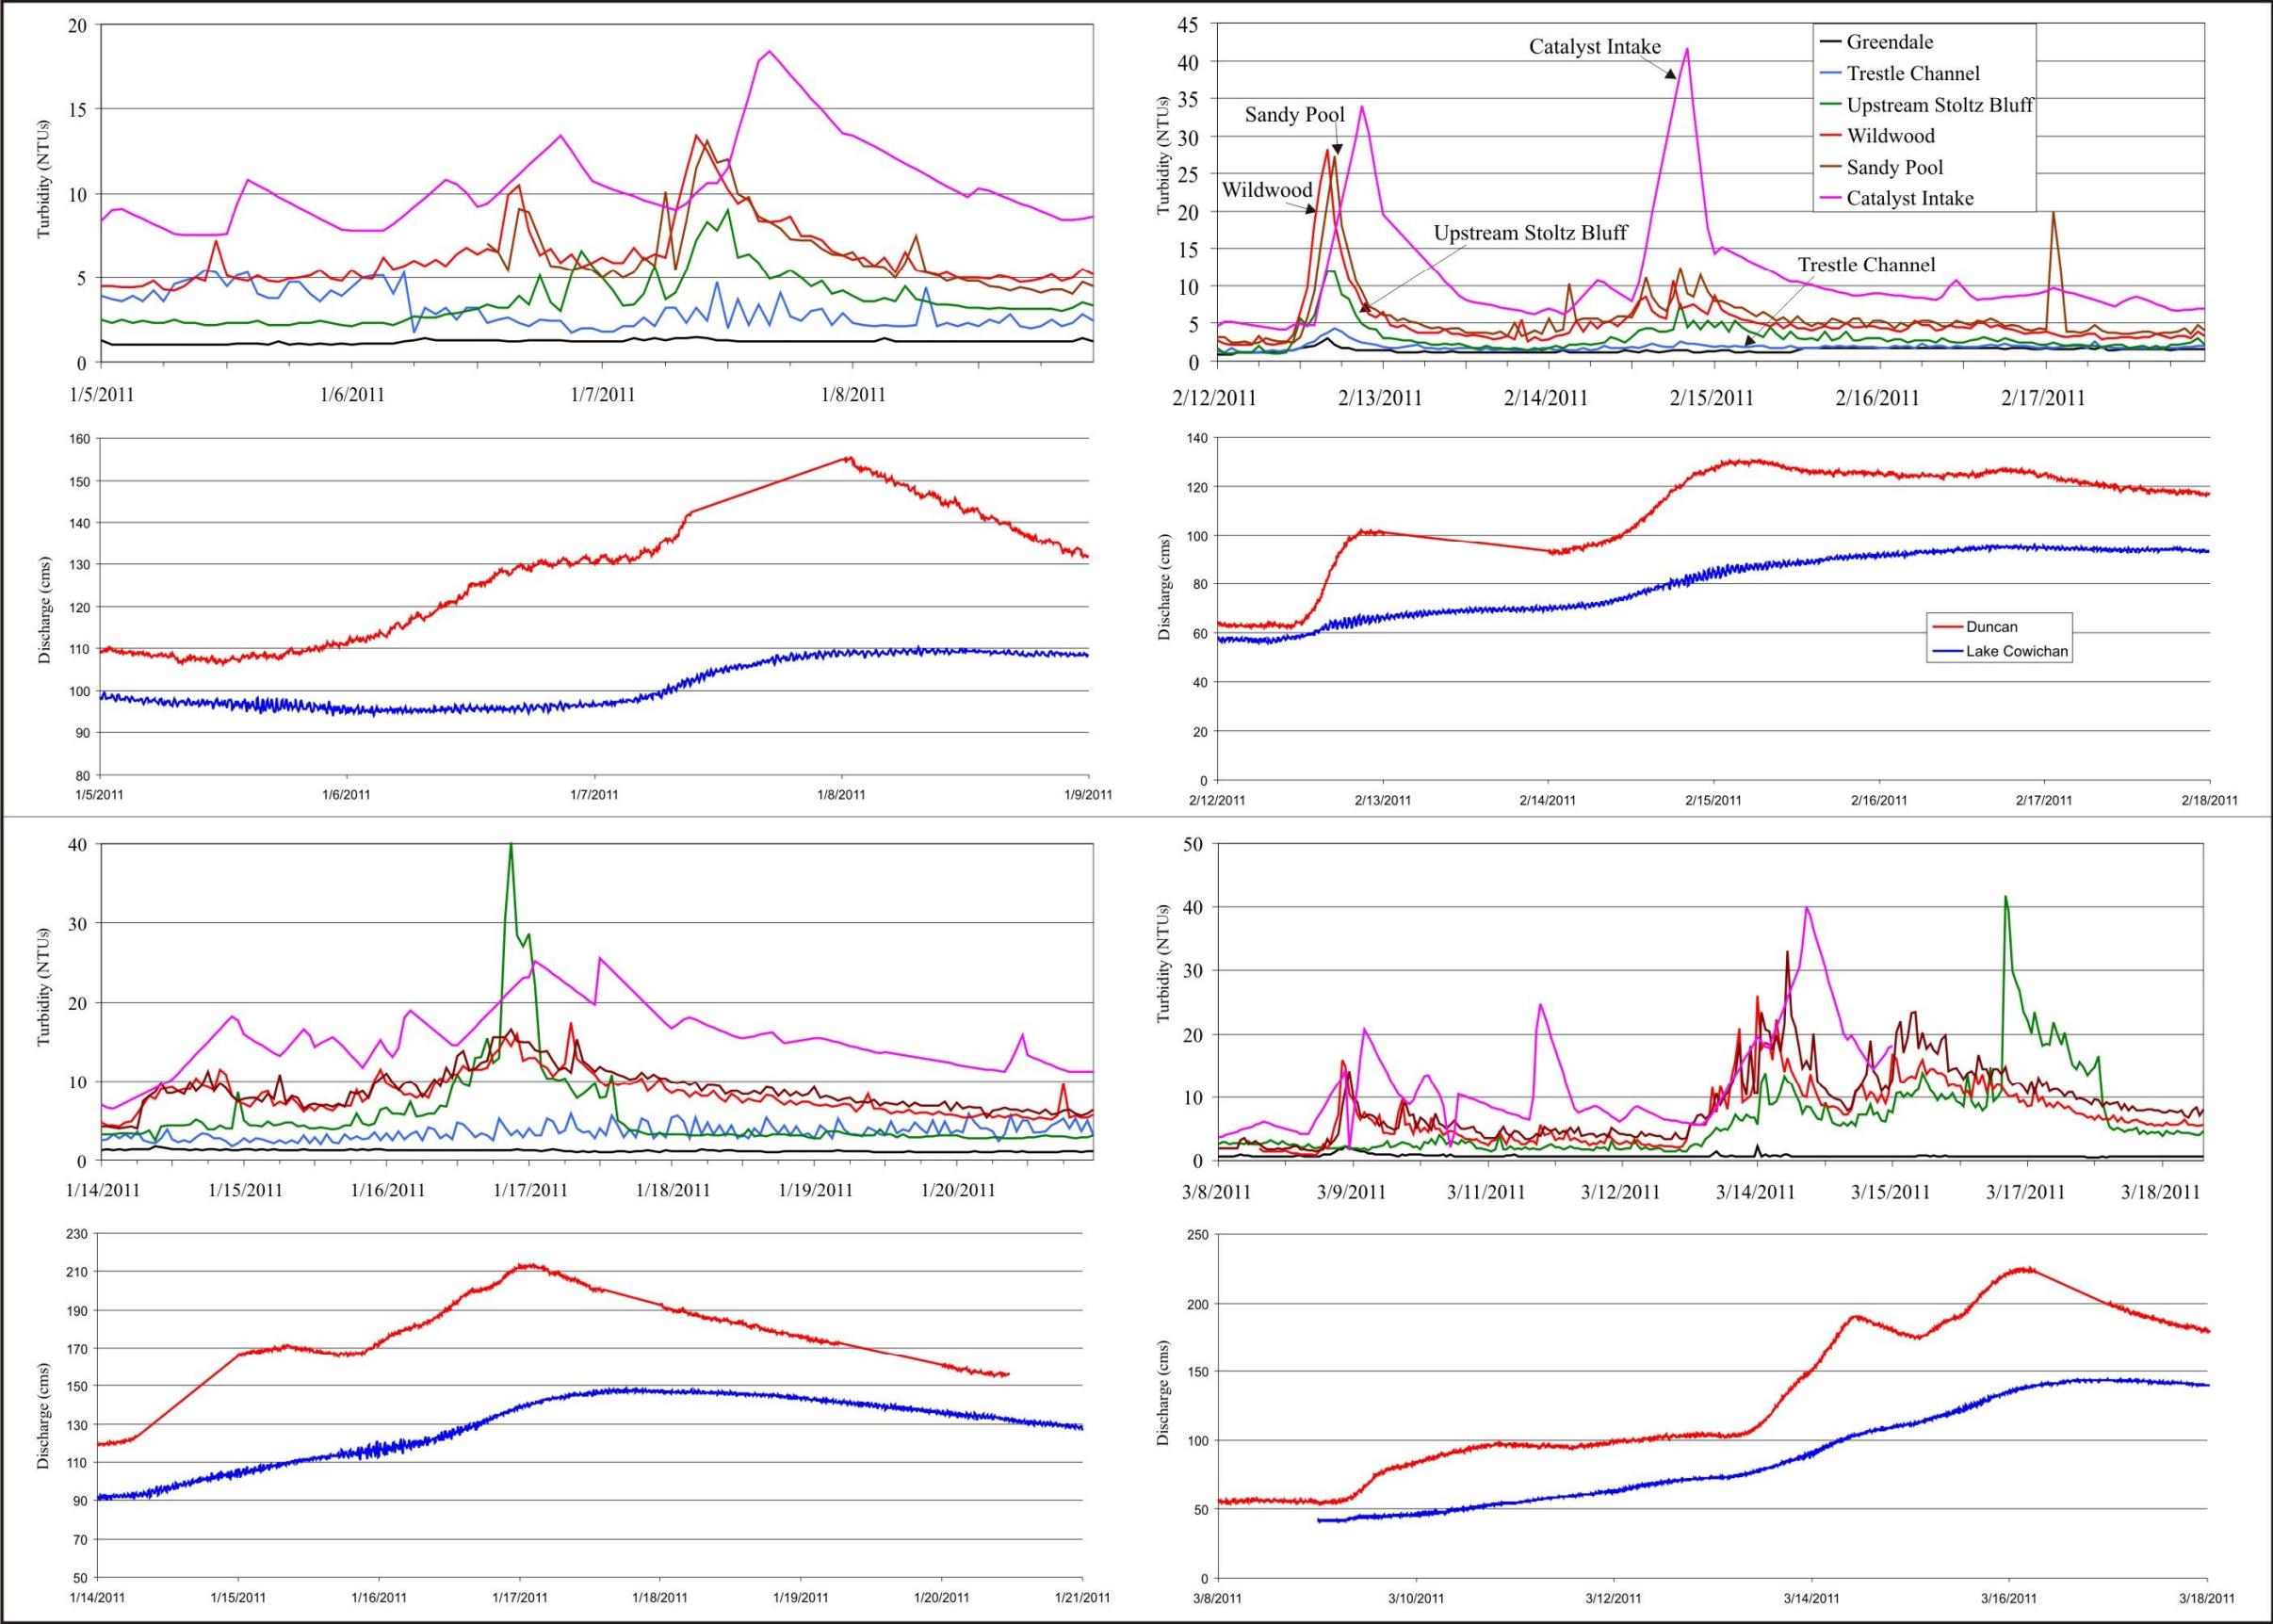 20
15
10
5
0
Turbidity (NTUs)
1/5/2011 1/6/2011 1/7/2011 1/8/2011
45
40
35
30
25
20
15
10
5
0
Turbidity (NTUs)
Catalyst Intake
Sandy Pool
Wildwood
Upstream Stoltz Bluff
Trestle Channel
Greendale
Trestle Channel
Upstream Stoltz Bluff
Wildwood
Sandy Pool
Catalyst Intake
2/12/2011 2/13/2011 2/14/2011 2/15/2011 2/16/2011 2/17/2011
160
150
140
130
120
110
100
90
80
Discharge (cms)
1/5/2011 1/6/2011 1/7/2011 1/8/2011 1/9/2011
140
120
100
80
60
40
20
0
Discharge (cms)
Duncan
Lake Cowichan
2/12/2011 2/13/2011 2/14/2011 2/15/2011 2/16/2011 2/17/2011 2/18/2011
40
30
20
10
0
Turbidity (NTUs)
1/14/2011 1/15/2011 1/16/2011 1/17/2011 1/18/2011 1/19/2011 1/20/2011
50
40
30
20
10
0
Turbidity (NTUs)
3/8/2011 3/9/2011 3/11/2011 3/12/2011 3/14/2011 3/15/2011 3/17/2011 3/18/2011
230
210
190
170
150
130
110
90
70
50
Discharge (cms)
1/14/2011 1/15/2011 1/16/2011 1/17/2011 1/18/2011 1/19/2011 1/20/2011 1/21/2011
250
200
150
100
50
0
Discharge (cms)
3/8/2011 3/10/2011 3/12/2011 3/14/2011 3/16/2011 3/18/2011